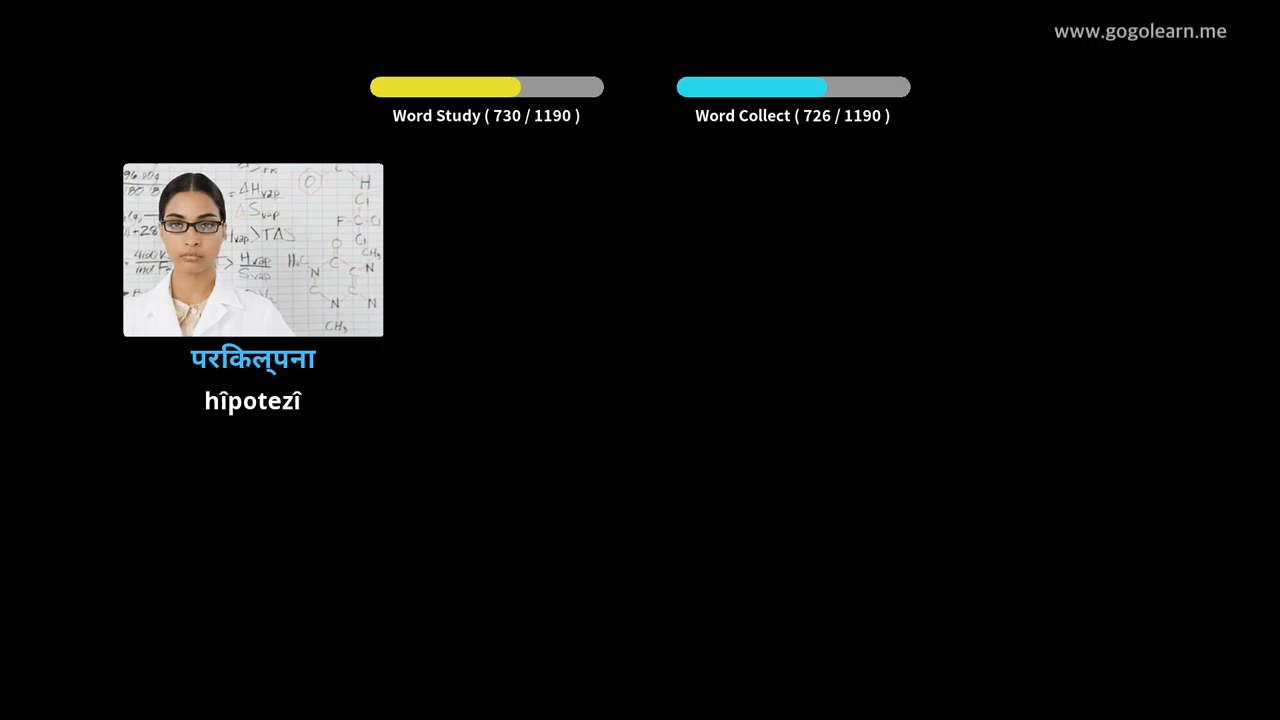 www.gogolearn.me
Word Study ( 730 / 1190 )
Word Collect ( 726 / 1190 )
परकिल्पना
hîpotezî